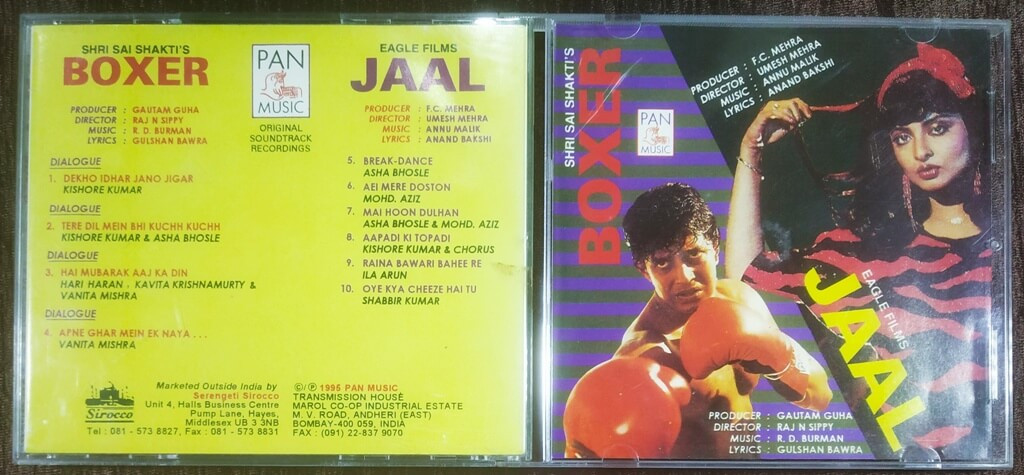 SHRI SAI SHAKTI'S
BOXER
PRODUCER : GAUTAM GUHA
DIRECTOR : RAJ N SIPPY
MUSIC : R. D. BURMAN
LYRICS : GULSHAN BAWRA
PAN
MUSIC
ORIGINAL
SOUNDTRACK
RECORDINGS
EAGLE FILMS
JAAL
PRODUCER : F.C. MEHRA
DIRECTOR : UMESH MEHRA
MUSIC : ANNU MALIK
LYRICS : ANAND BAKSHI
DIALOGUE
1. DEKHO IDHAR JANO JIGAR
KISHORE KUMAR
DIALOGUE
2. TERE DIL MEIN BHI KUCHH KUCHH
KISHORE KUMAR & ASHA BHOSLE
DIALOGUE
3. HAI MUBARAK AAJ KA DIN
HARI HARAN , KAVITA KRISHNAMURTY &
VANITA MISHRA
DIALOGUE
4. APNE GHAR MEIN EK NAYA . . .
VANITA MISHRA
5. BREAK-DANCE
ASHA BHOSLE
6. AEI MERE DOSTON
MOHD. AZIZ
7. MAI HOON DULHAN
ASHA BHOSLE & MOHD. AZIZ
8. AAPADI KI TOPADI
KISHORE KUMAR & CHORUS
9. RAINA BAWARI BAHEE RE
ILA ARUN
10. OYE KYA CHEEZE HAI TU
SHABBIR KUMAR
Sirocco
Marketed Outside India by
Serengeti Sirocco
Unit 4, Halls Business Centre
Pump Lane, Hayes,
Middlesex UB 3 3NB
Tel : 081 - 573 8827, Fax : 081 - 573 8831
©/℗ 1995 PAN MUSIC
TRANSMISSION HOUSE
MAROL CO-OP INDUSTRIAL ESTATE
M. V. ROAD, ANDHERI (EAST)
BOMBAY-400 059, INDIA
FAX : (091) 22-837 9070
SHRI SAI SHAKTI'S
BOXER
PAN
MUSIC
PRODUCER : F.C. MEHRA
DIRECTOR : UMESH MEHRA
MUSIC : ANNU MALIK
LYRICS : ANAND BAKSHI
EAGLE FILMS
JAAL
PRODUCER : GAUTAM GUHA
DIRECTOR : RAJ N SIPPY
MUSIC : R. D. BURMAN
LYRICS : GULSHAN BAWRA